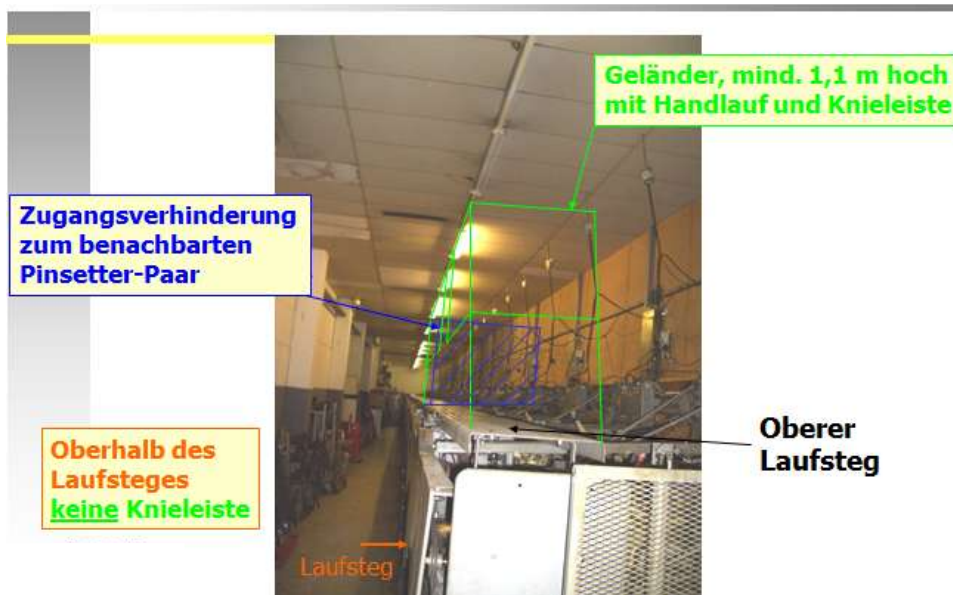 Geländer, mind. 1,1 m hoch
mit Handlauf und Knieleiste
Zugangsverhinderung
zum benachbarten
Pinsetter-Paar
Oberer
Laufsteg
Oberhalb des
Laufsteges
keine Knieleiste
Laufsteg